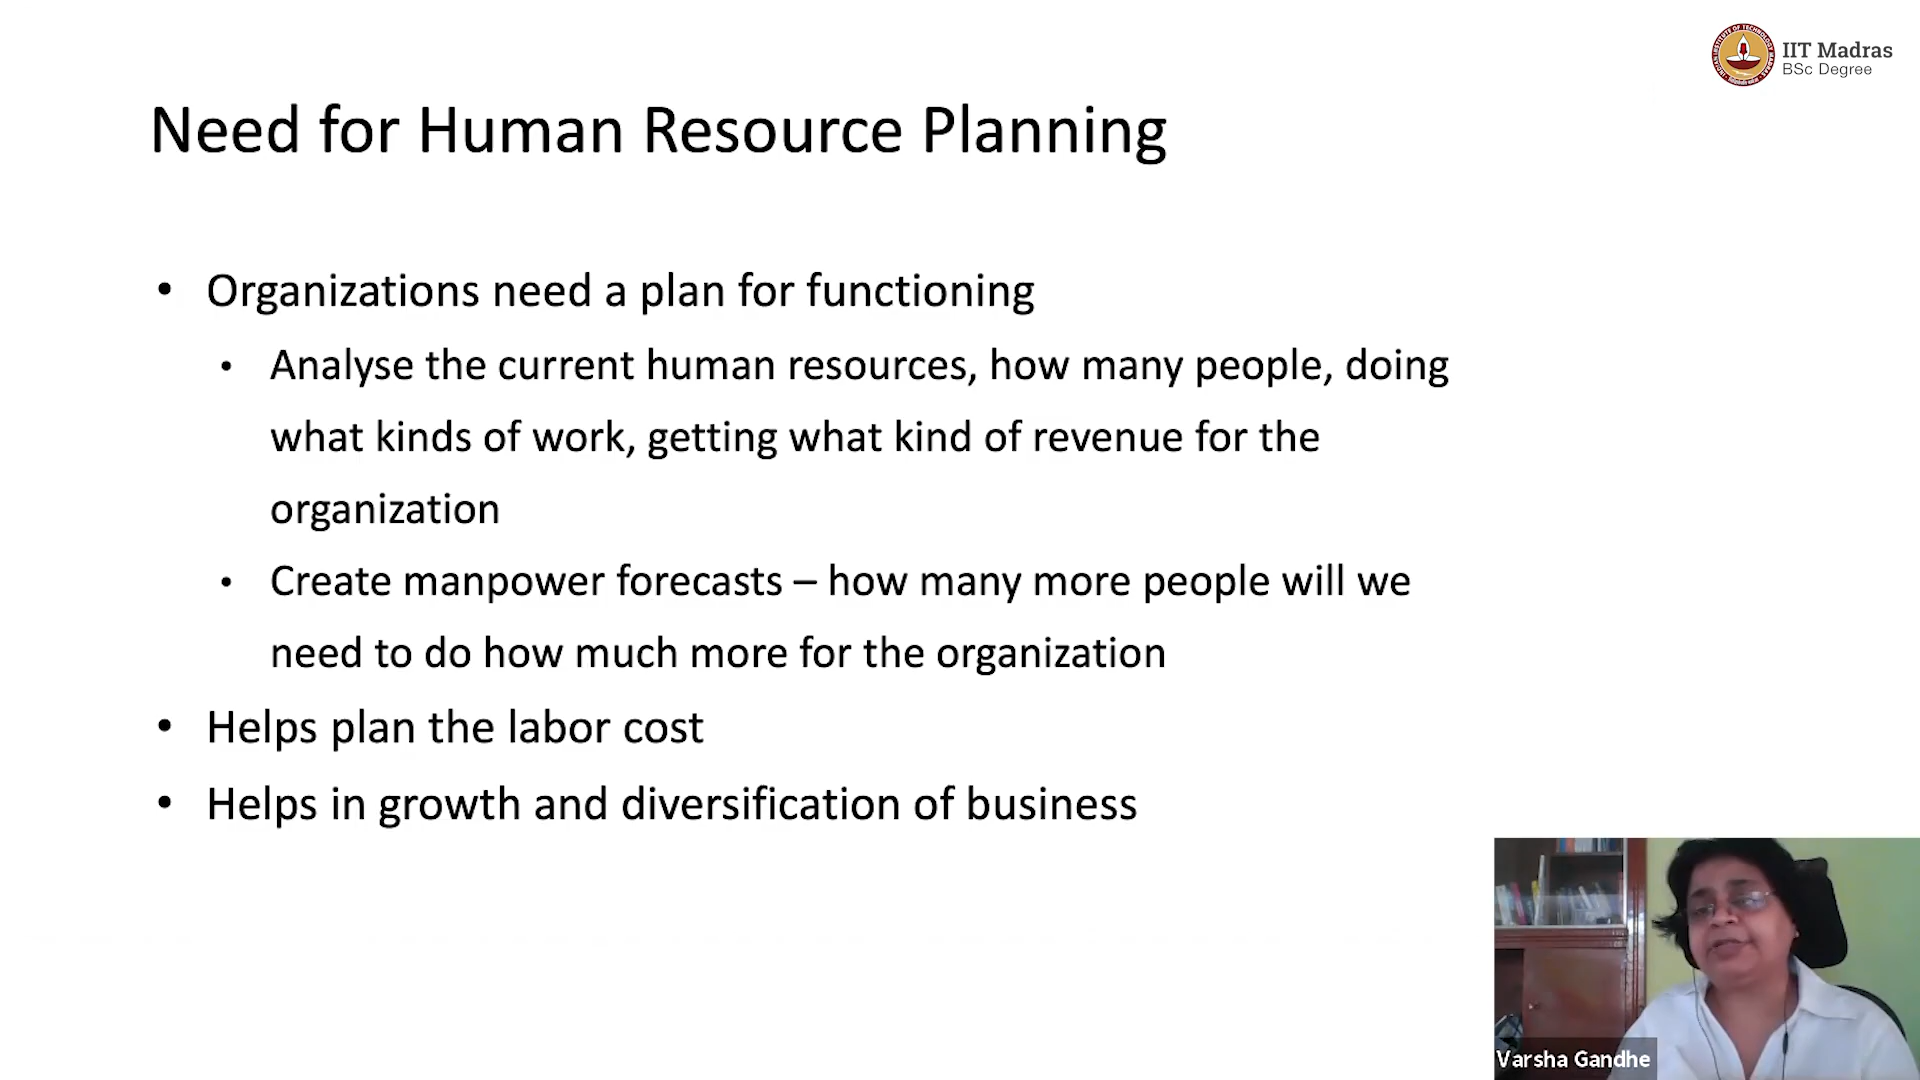 IIT Madras
BSc Degree
Need for Human Resource Planning
• Organizations need a plan for functioning
• Analyse the current human resources, how many people, doing
what kinds of work, getting what kind of revenue for the
organization
• Create manpower forecasts – how many more people will we
need to do how much more for the organization
• Helps plan the labor cost
• Helps in growth and diversification of business
Varsha Gandhe